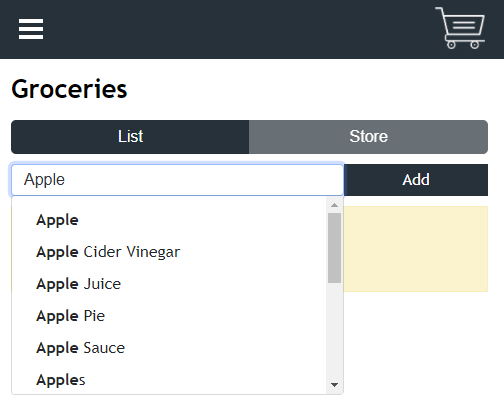 Groceries
List Store
Apple Add
Apple
Apple Cider Vinegar
Apple Juice
Apple Pie
Apple Sauce
Apples